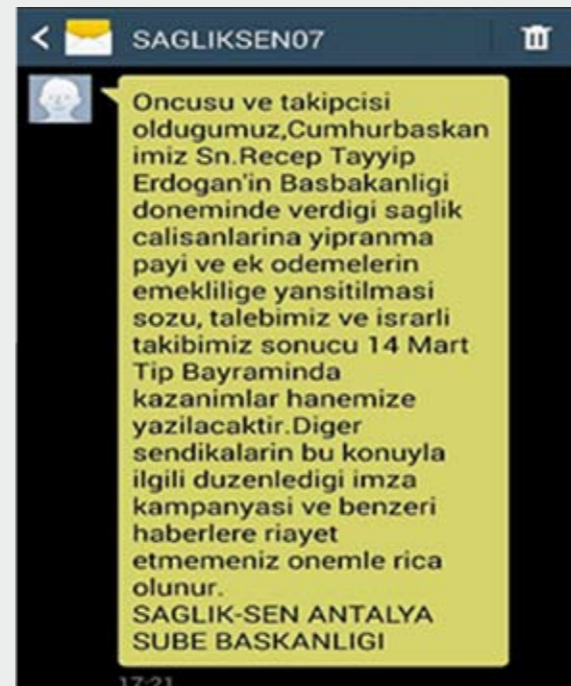 SAGLIKSEN07
Oncusu ve takipcisi
oldugumuz,Cumhurbaskan
imiz Sn.Recep Tayyip
Erdogan'in Basbakanligi
doneminde verdigi saglik
calisanlarina yipranma
payi ve ek odemelerin
emeklilige yansitilmasi
sozu, talebimiz ve israrli
takibimiz sonucu 14 Mart
Tip Bayraminda
kazanimlar hanemize
yazilacaktir.Diger
sendikalarin bu konuyla
ilgili duzenledigi imza
kampanyasi ve benzeri
haberlere riayet
etmemeniz onemle rica
olunur.
SAGLIK-SEN ANTALYA
SUBE BASKANLIGI
17:21